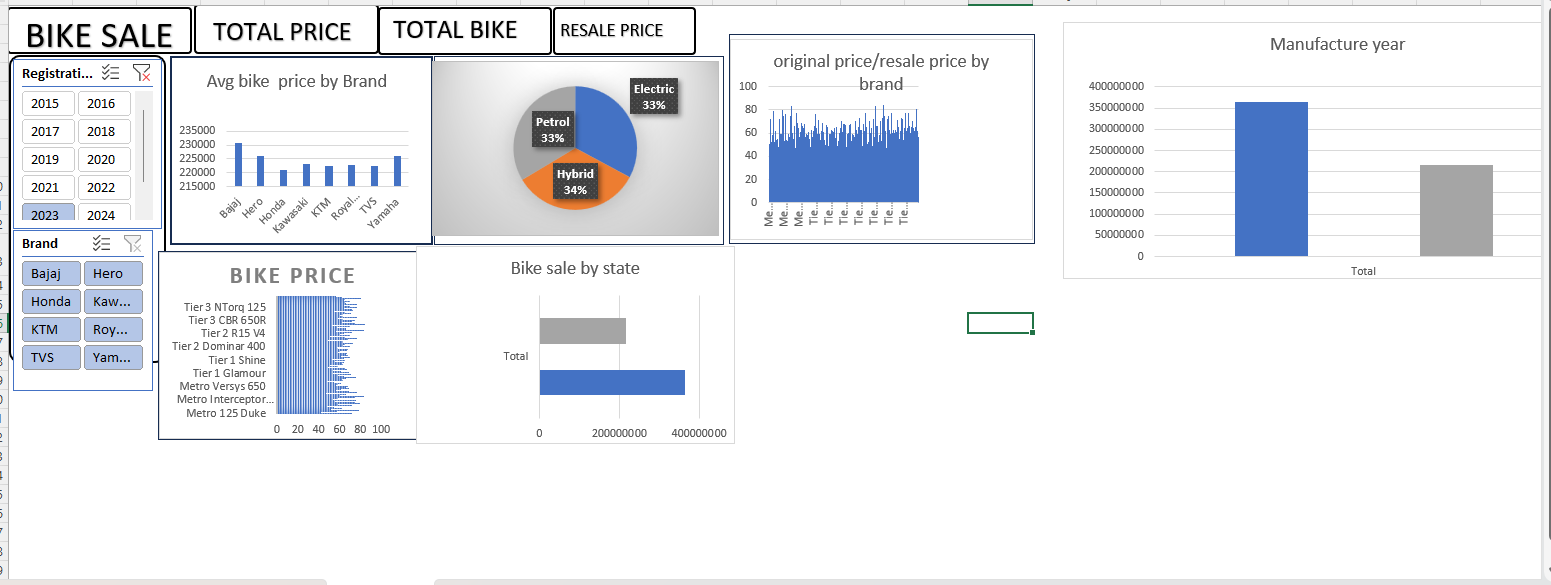 BIKE SALE
TOTAL PRICE
TOTAL BIKE
RESALE PRICE
Registrati...
2015 2016
2017 2018
2019 2020
2021 2022
2023 2024
Brand
Bajaj Hero
Honda Kaw...
KTM Roy...
TVS Yam...
Avg bike price by Brand
235000
230000
225000
220000
215000
Bajaj Hero Honda Kawasaki KTM Royal... TVS Yamaha
Electric
33%
Petrol
33%
Hybrid
34%
original price/resale price by
brand
100
80
60
40
20
0
Me... Me... Me... Tie... Tie... Tie... Tie... Tie... Tie... Tie...
Manufacture year
400000000
350000000
300000000
250000000
200000000
150000000
100000000
50000000
0
Total
BIKE PRICE
Tier 3 NTorq 125
Tier 3 CBR 650R
Tier 2 R15 V4
Tier 2 Dominar 400
Tier 1 Shine
Tier 1 Glamour
Metro Versys 650
Metro Interceptor...
Metro 125 Duke
0 20 40 60 80 100
Bike sale by state
Total
0 200000000 400000000